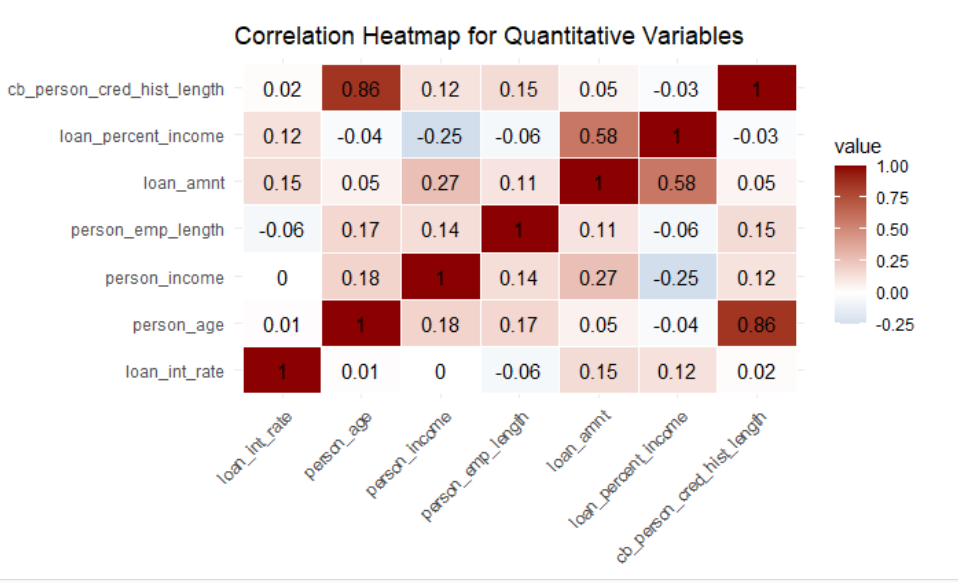 Correlation Heatmap for Quantitative Variables
cb_person_cred_hist_length 0.02 0.86 0.12 0.15 0.05 -0.03 1
loan_percent_income 0.12 -0.04 -0.25 -0.06 0.58 1 -0.03
loan_amnt 0.15 0.05 0.27 0.11 1 0.58 0.05
person_emp_length -0.06 0.17 0.14 1 0.11 -0.06 0.15
person_income 0 0.18 1 0.14 0.27 -0.25 0.12
person_age 0.01 1 0.18 0.17 0.05 -0.04 0.86
loan_int_rate 1 0.01 0 -0.06 0.15 0.12 0.02
loan_int_rate person_age person_income person_emp_length loan_amnt loan_percent_income cb_person_cred_hist_length
value
1.00
0.75
0.50
0.25
0.00
-0.25